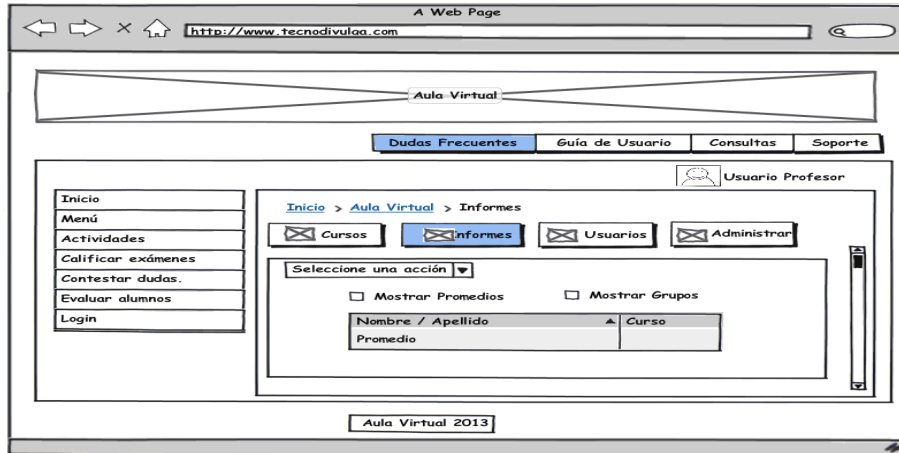 A Web Page
http://www.tecnodivulga.com
Aula Virtual
Dudas Frecuentes Guía de Usuario Consultas Soporte
Usuario Profesor
Inicio
Menú
Actividades
Calificar exámenes
Contestar dudas.
Evaluar alumnos
Login
Inicio > Aula Virtual > Informes
Cursos Informes Usuarios Administrar
Seleccione una acción
Mostrar Promedios Mostrar Grupos
Nombre / Apellido Curso
Promedio
Aula Virtual 2013